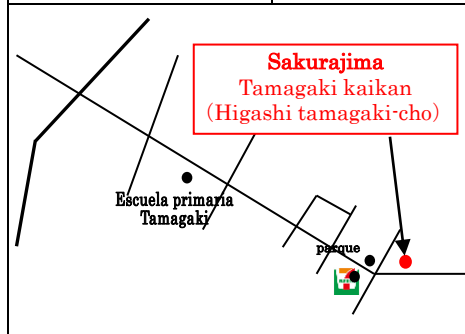 Sakurajima
Tamagaki kaikan
(Higashi tamagaki-cho)
Escuela primaria
Tamagaki
parque